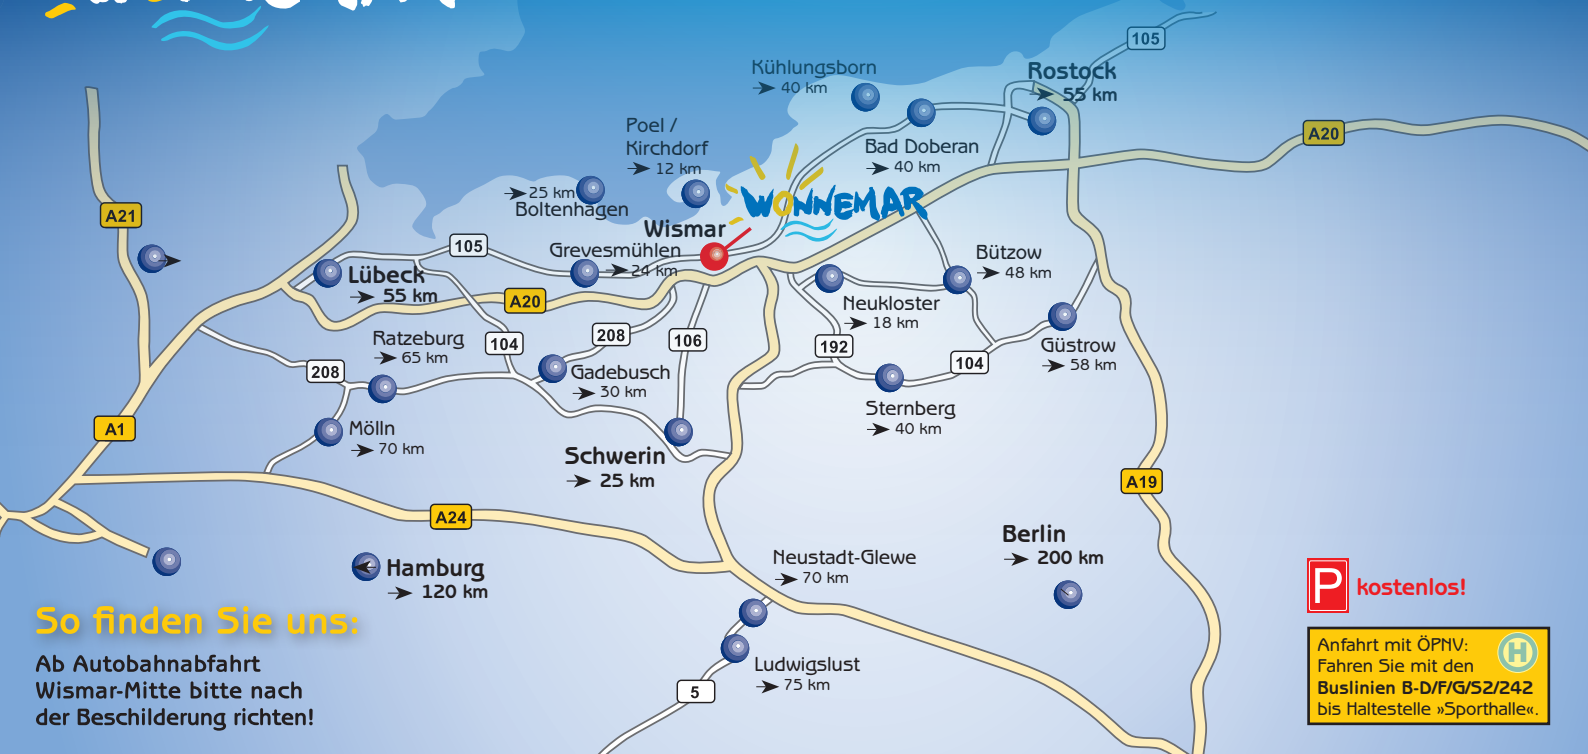 105
Kühlungsborn
40 km
Rostock
55 km
Poel /
Kirchdorf
12 km
Bad Doberan
40 km
A20
25 km
Boltenhagen
WONNEMAR
A21
Wismar
105
Grevesmühlen
24 km
Lübeck
55 km
A20
Bützow
48 km
Neukloster
18 km
Ratzeburg
65 km
104
208
106
192
104
Güstrow
58 km
208
Gadebusch
30 km
Sternberg
40 km
A1
Mölln
70 km
Schwerin
25 km
A19
A24
Hamburg
120 km
Neustadt-Glewe
70 km
Berlin
200 km
P kostenlos!
So finden Sie uns:
Ab Autobahnabfahrt
Wismar-Mitte bitte nach
der Beschilderung richten!
Ludwigslust
75 km
5
Anfahrt mit ÖPNV:
H
Fahren Sie mit den
Buslinien B-D/F/G/S2/242
bis Haltestelle »Sporthalle«.